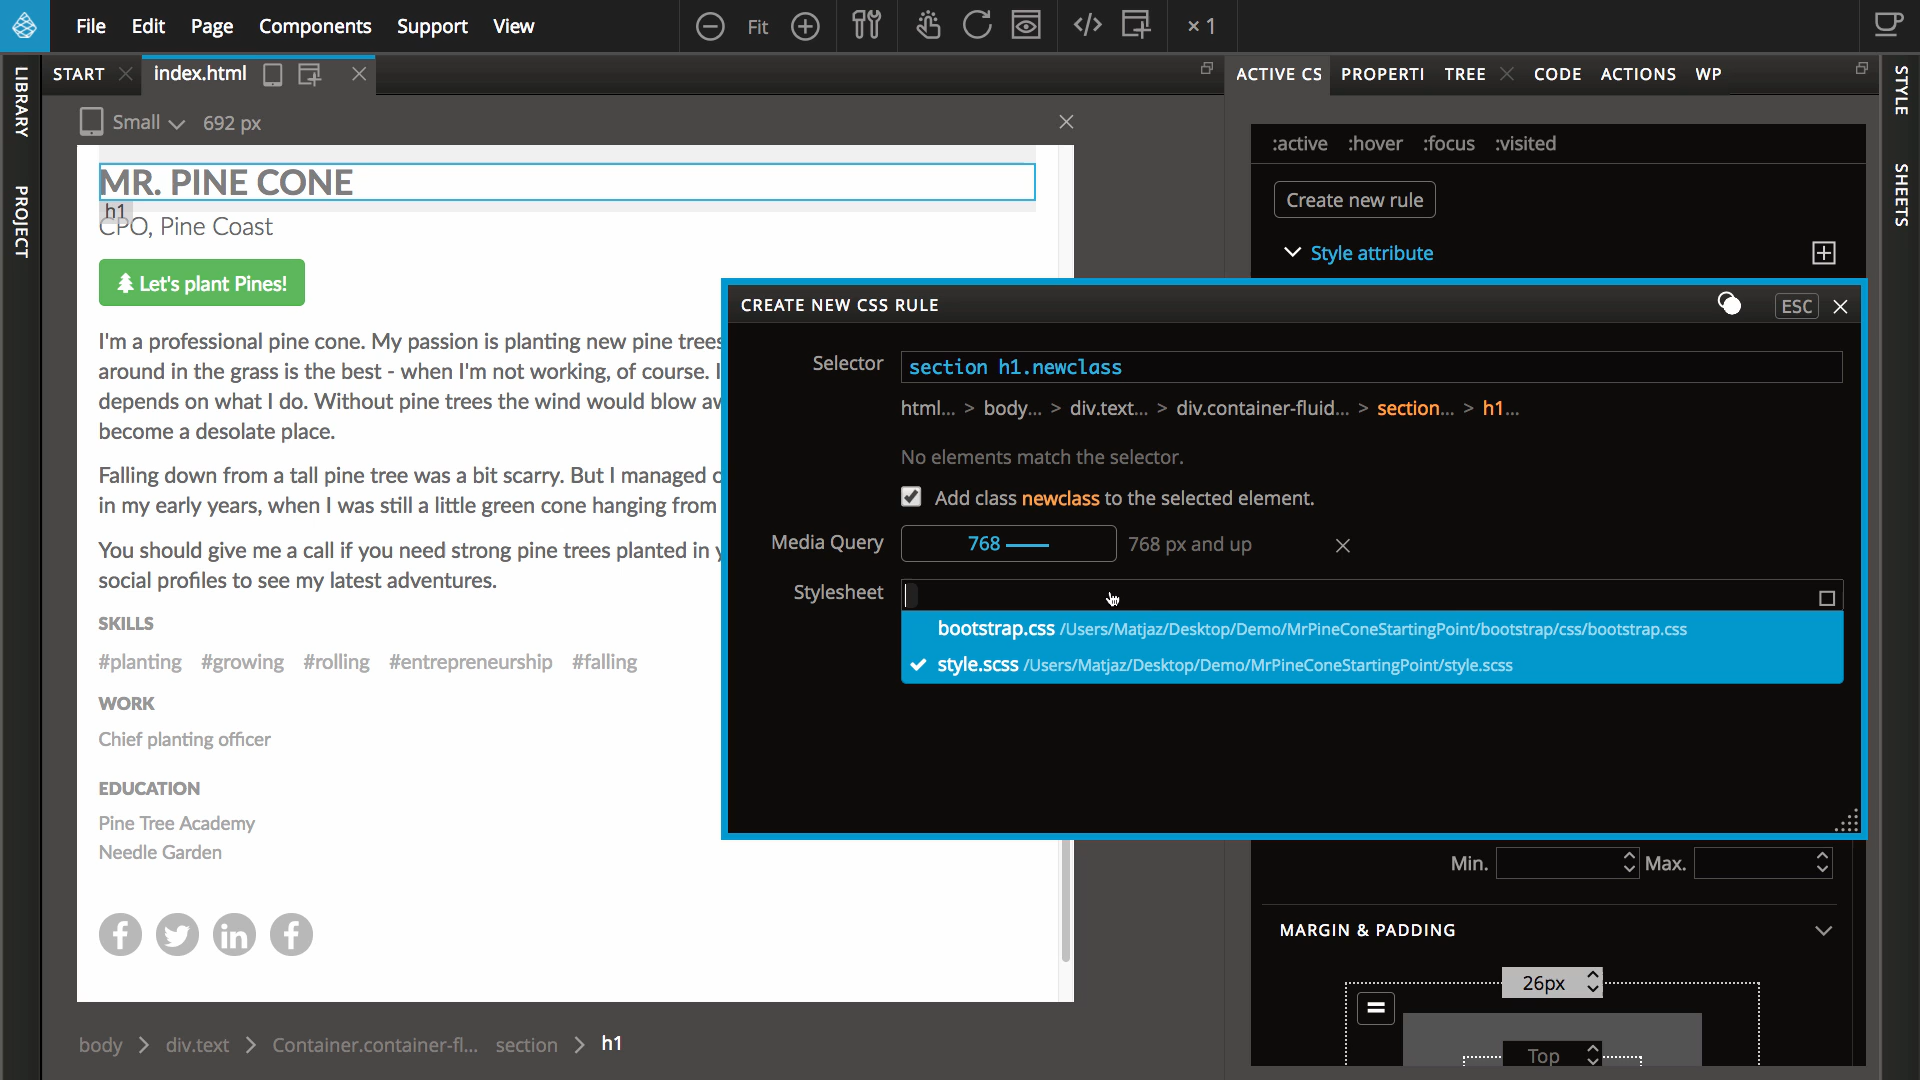 File Edit Page Components Support View
Fit
× 1
START
index.html
ACTIVE CS PROPERTI TREE CODE ACTIONS WP
LIBRARY
PROJECT
STYLE
SHEETS
Small 692 px
MR. PINE CONE
h1
CPO, Pine Coast
Let's plant Pines!
I'm a professional pine cone. My passion is planting new pine trees
around in the grass is the best - when I'm not working, of course. I
depends on what I do. Without pine trees the wind would blow aw
become a desolate place.
Falling down from a tall pine tree was a bit scarry. But I managed
in my early years, when I was still a little green cone hanging from
You should give me a call if you need strong pine trees planted in
social profiles to see my latest adventures.
SKILLS
#planting #growing #rolling #entrepreneurship #falling
WORK
Chief planting officer
EDUCATION
Pine Tree Academy
Needle Garden
body > div.text > Container.container-fl... section > h1
:active :hover :focus :visited
Create new rule
Style attribute
CREATE NEW CSS RULE
ESC
Selector section h1.newclass
html... > body... > div.text... > div.container-fluid... > section... > h1...
No elements match the selector.
Add class newclass to the selected element.
Media Query 768 768 px and up
Stylesheet
bootstrap.css /Users/Matjaz/Desktop/Demo/MrPineConeStartingPoint/bootstrap/css/bootstrap.css
style.scss /Users/Matjaz/Desktop/Demo/MrPineConeStartingPoint/style.scss
Min. Max.
MARGIN & PADDING
26px
Top